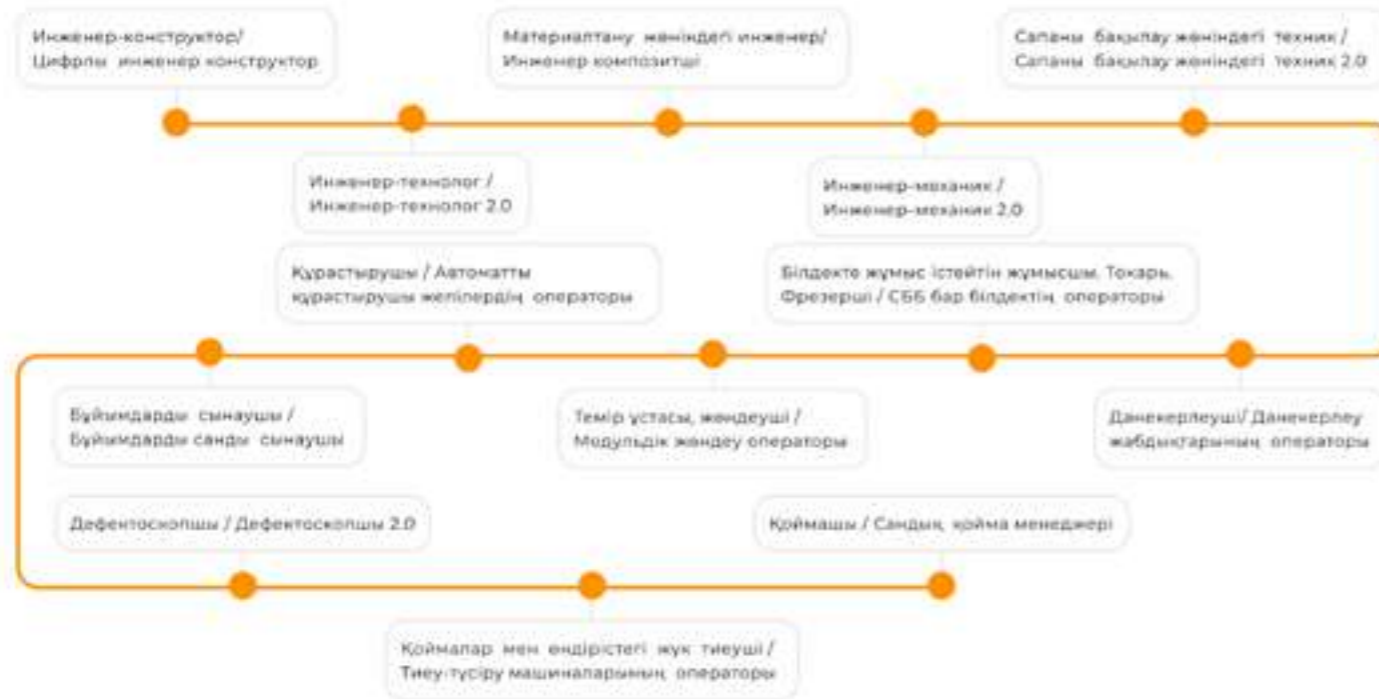 Инженер-конструктор/
Цифрлы инженер конструктор
Материалтану жөніндегі инженер/
Инженер композитші
Сапаны бақылау жөніндегі техник /
Сапаны бақылау жөніндегі техник 2.0
Инженер-технолог /
Инженер-технолог 2.0
Инженер-механик /
Инженер-механик 2.0
Құрастырушы / Автоматты
құрастырушы желілердің операторы
Білдекте жұмыс істейтін жұмысшы. Токарь.
Фрезерші / СББ бар білдектің операторы
Бұйымдарды сынаушы /
Бұйымдарды санды сынаушы
Темір ұстасы, жөндеуші /
Модульдік жөндеу операторы
Дәнекерлеуші/ Дәнекерлеу
жабдықтарының операторы
Дефектоскопшы / Дефектоскопшы 2.0
Қоймашы / Сандық қойма менеджері
Қоймалар мен өндірістегі жүк тиеуші /
Тиеу-түсіру машиналарының операторы